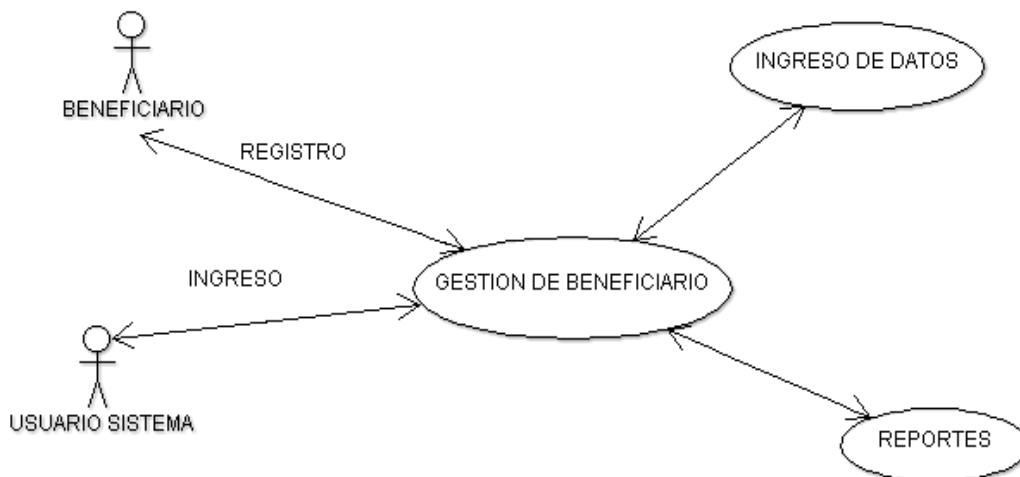 INGRESO DE DATOS
BENEFICIARIO
REGISTRO
INGRESO
GESTION DE BENEFICIARIO
USUARIO SISTEMA
REPORTES